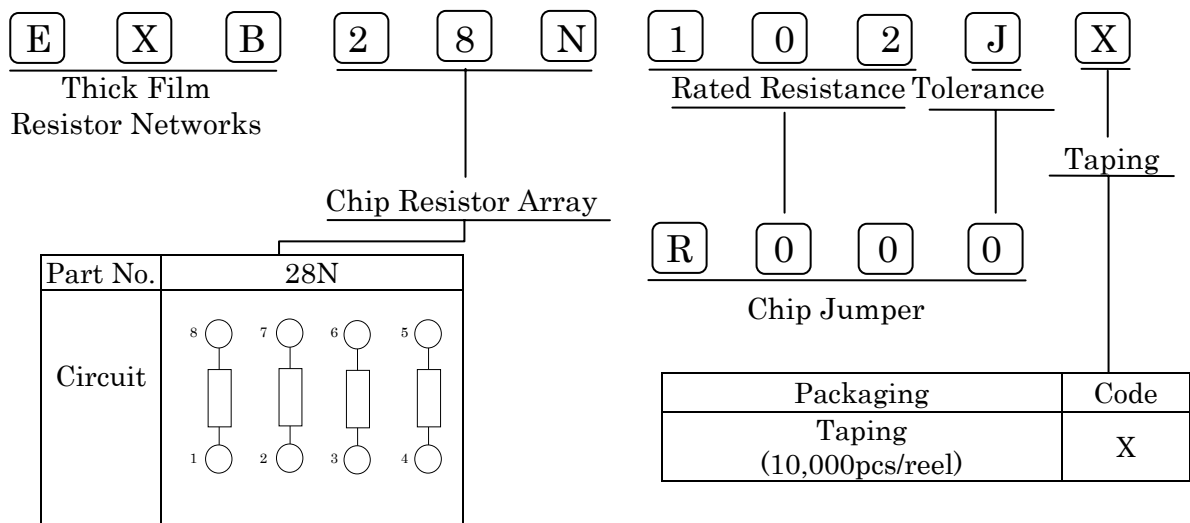 E X B 2 8 N 1 0 2 J X
Thick Film
Resistor Networks
Rated Resistance Tolerance
Taping
Chip Resistor Array
R 0 0 0
Chip Jumper
Part No. 28N
8 7 6 5
Circuit
1 2 3 4
Packaging Code
Taping
(10,000pcs/reel)
X